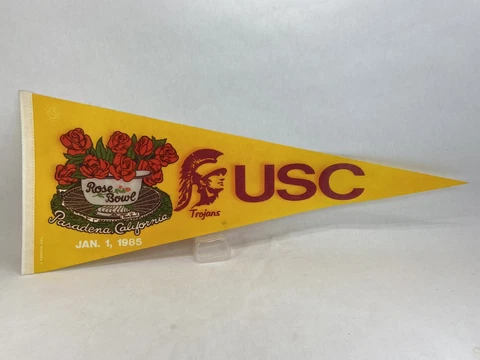 Rose
Bowl
Pasadena, California
JAN. 1, 1985
Trojans
USC